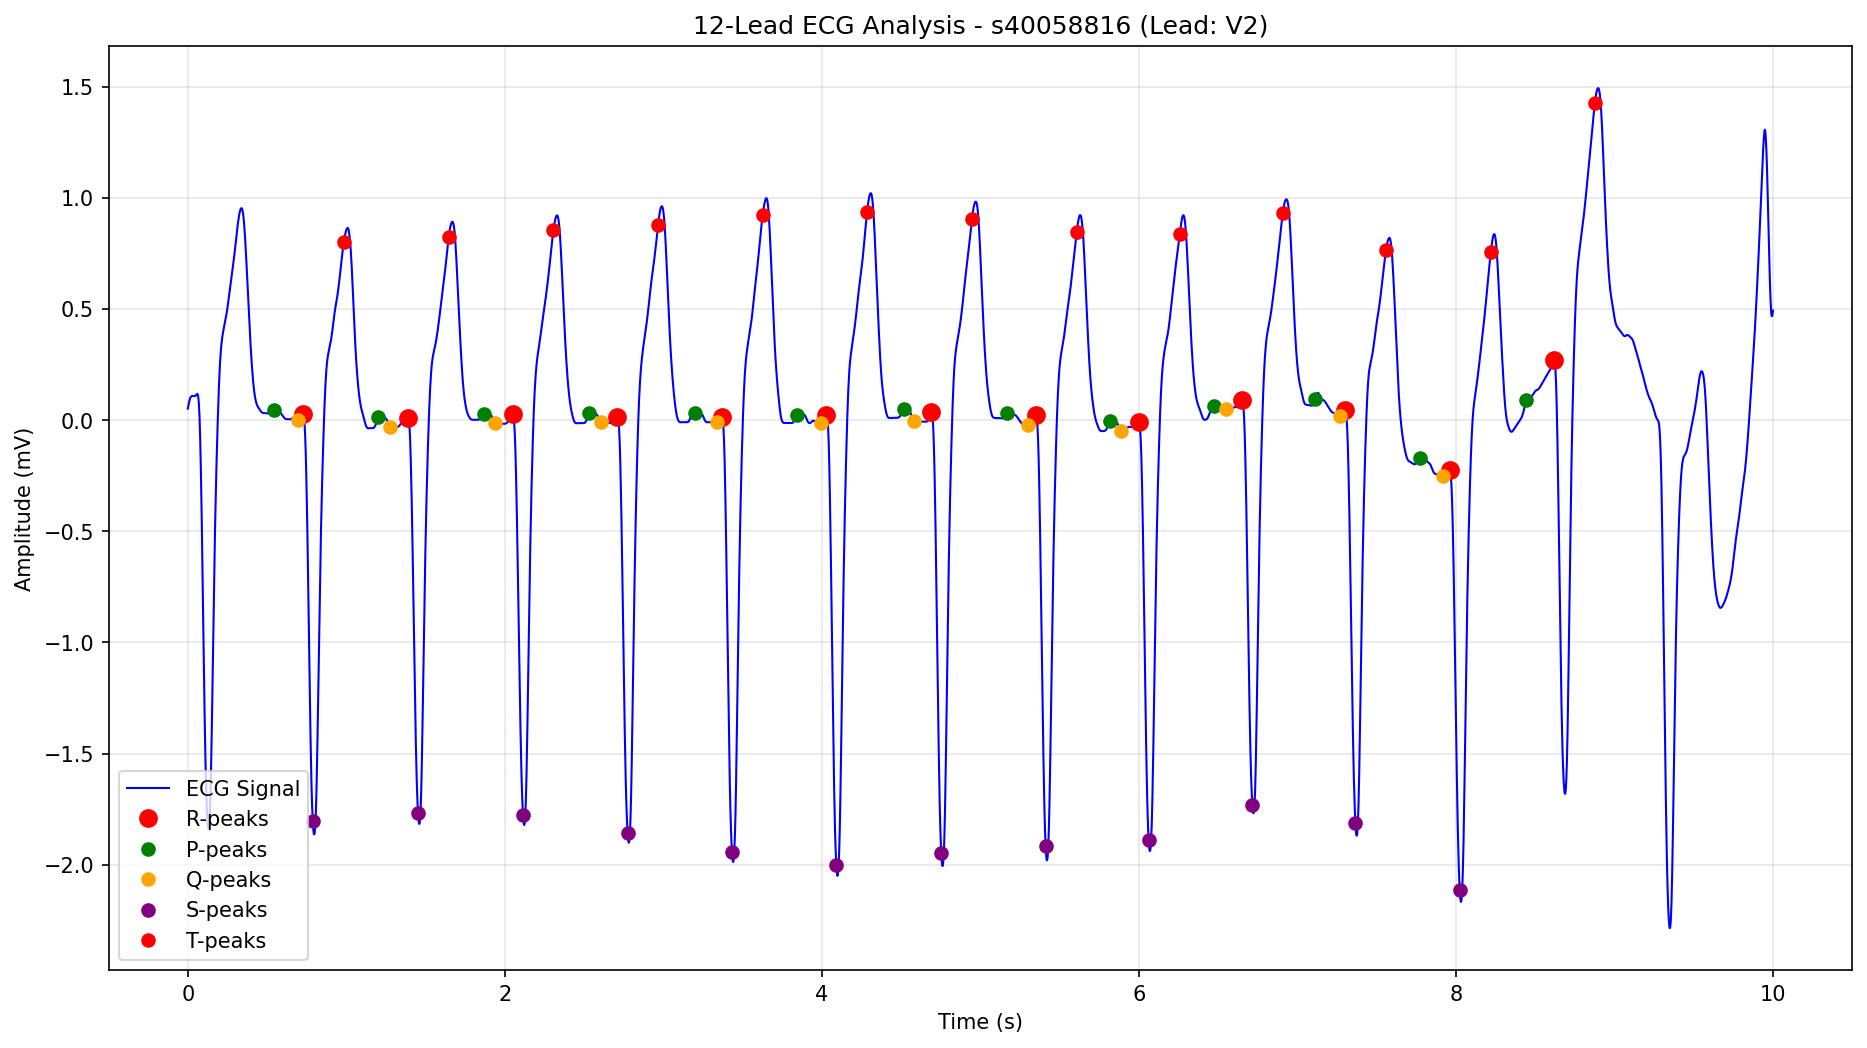 12-Lead ECG Analysis - s40058816 (Lead: V2)
1.5
1.0
0.5
0.0
−0.5
−1.0
−1.5
−2.0
Amplitude (mV)
ECG Signal
R-peaks
P-peaks
Q-peaks
S-peaks
T-peaks
0 2 4 6 8 10
Time (s)